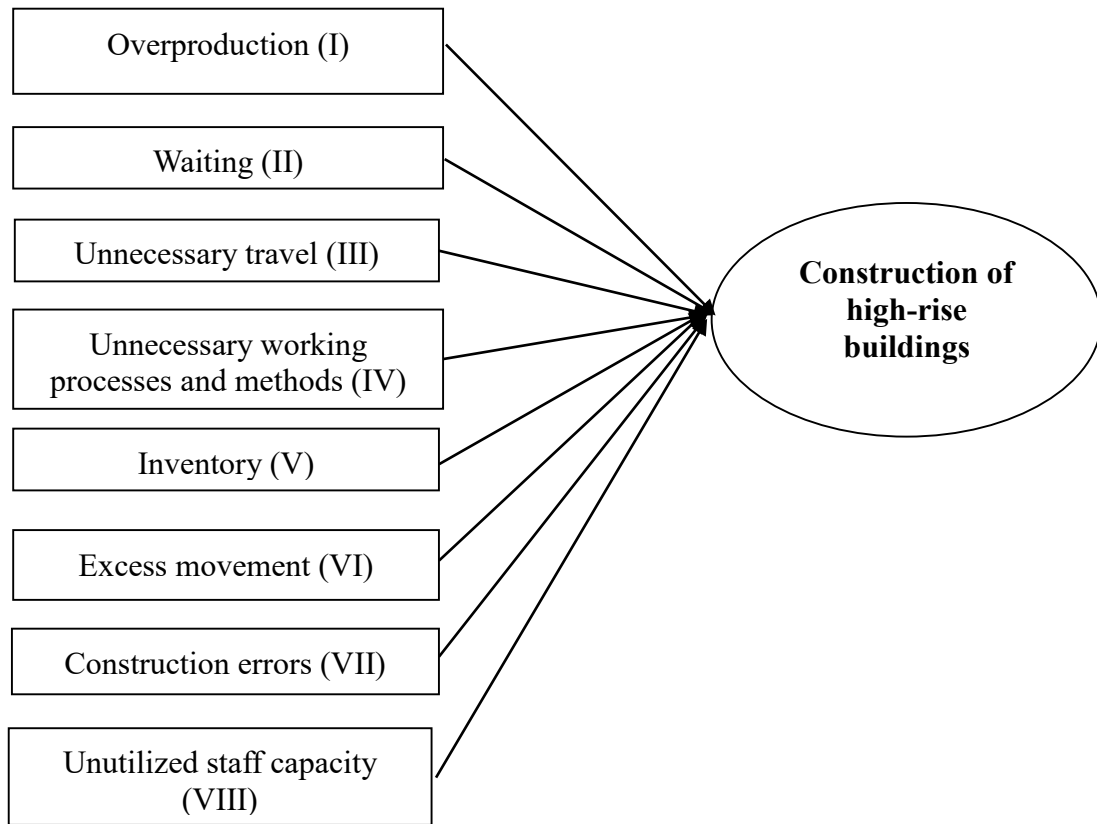 Overproduction (I)
Waiting (II)
Unnecessary travel (III)
Unnecessary working
processes and methods (IV)
Inventory (V)
Excess movement (VI)
Construction errors (VII)
Unutilized staff capacity
(VIII)
Construction of
high-rise
buildings